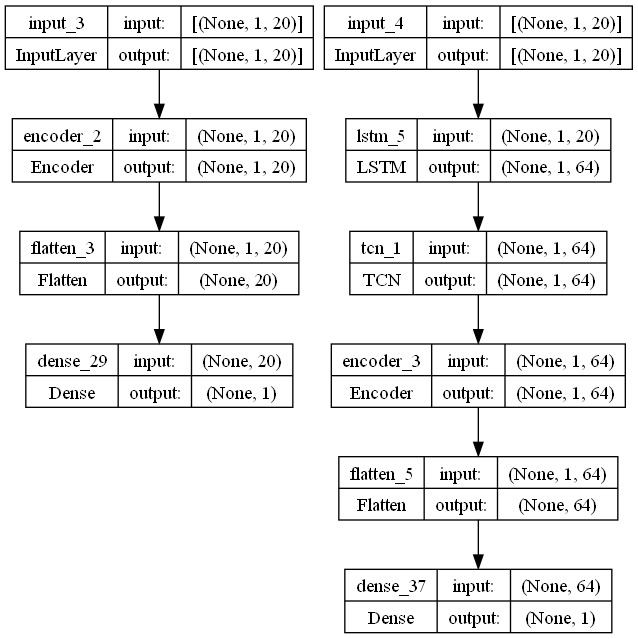 input_3 input: [(None, 1, 20)]
InputLayer output: [(None, 1, 20)]
encoder_2 input: (None, 1, 20)
Encoder output: (None, 1, 20)
flatten_3 input: (None, 1, 20)
Flatten output: (None, 20)
dense_29 input: (None, 20)
Dense output: (None, 1)
input_4 input: [(None, 1, 20)]
InputLayer output: [(None, 1, 20)]
lstm_5 input: (None, 1, 20)
LSTM output: (None, 1, 64)
tcn_1 input: (None, 1, 64)
TCN output: (None, 1, 64)
encoder_3 input: (None, 1, 64)
Encoder output: (None, 1, 64)
flatten_5 input: (None, 1, 64)
Flatten output: (None, 64)
dense_37 input: (None, 64)
Dense output: (None, 1)